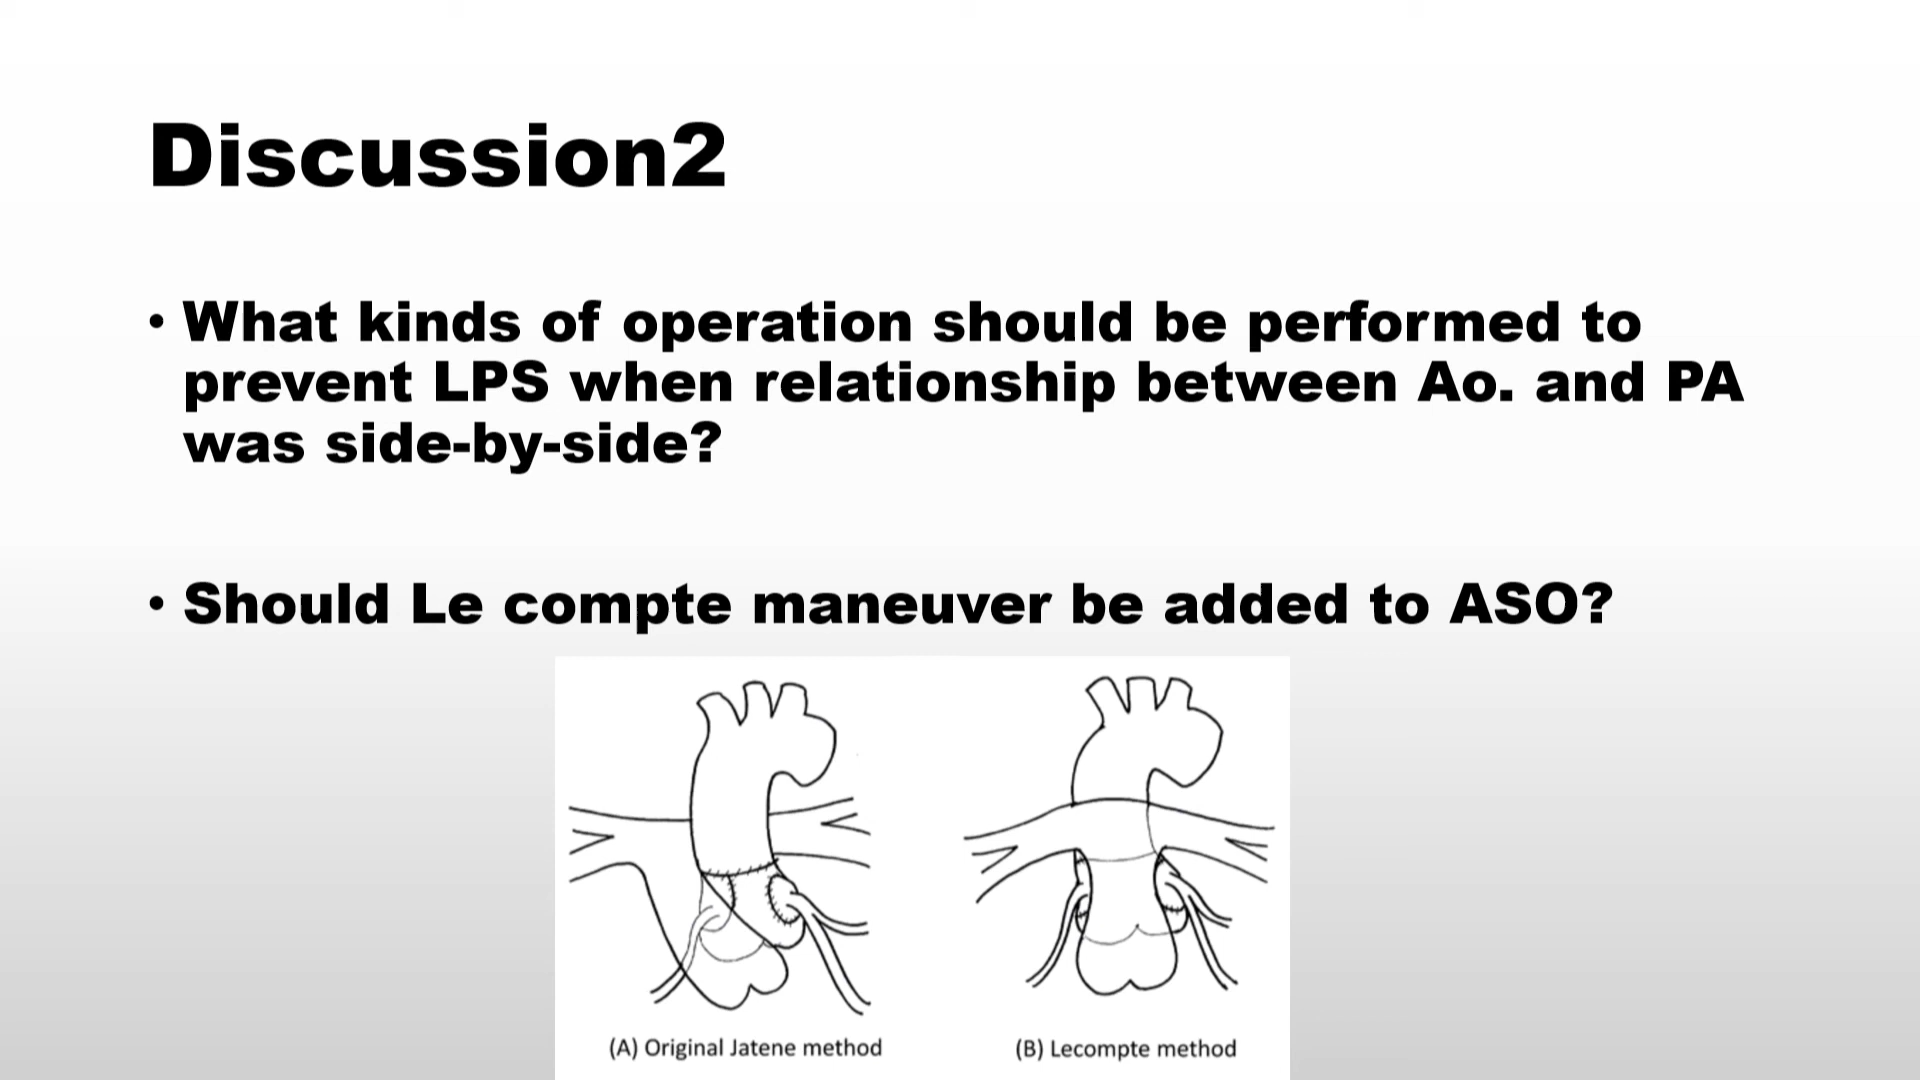 Discussion2
• What kinds of operation should be performed to
prevent LPS when relationship between Ao. and PA
was side-by-side?
• Should Le compte maneuver be added to ASO?
(A) Original Jatene method
(B) Lecompte method